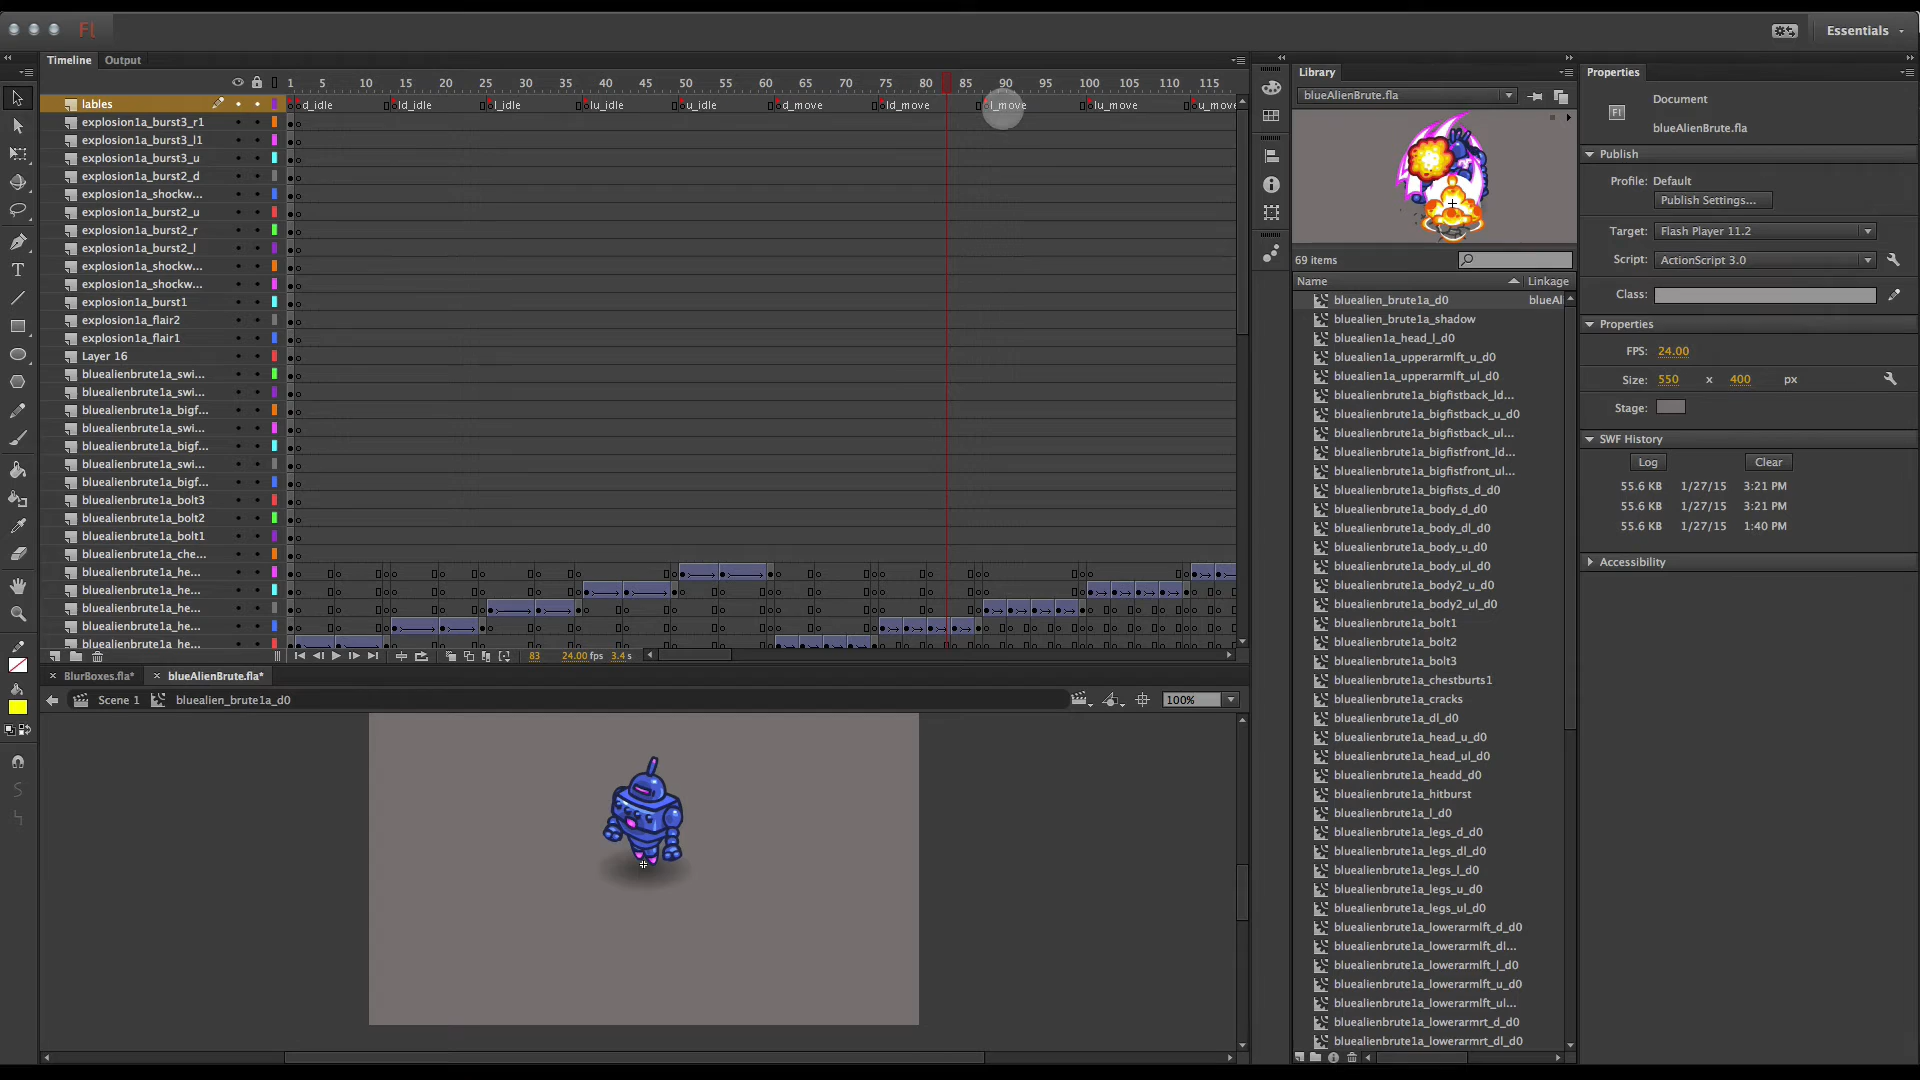 Fl
Essentials
Timeline Output
1 5 10 15 20 25 30 35 40 45 50 55 60 65 70 75 80 85 90 95 100 105 110 115
lables
d_idle ld_idle l_idle lu_idle u_idle d_move ld_move l_move lu_move u_move
explosion1a_burst3_r1
explosion1a_burst3_l1
explosion1a_burst3_u
explosion1a_burst2_d
explosion1a_shockw...
explosion1a_burst2_u
explosion1a_burst2_r
explosion1a_burst2_l
explosion1a_shockw...
explosion1a_shockw...
explosion1a_burst1
explosion1a_flair2
explosion1a_flair1
Layer 16
bluealienbrute1a_swi...
bluealienbrute1a_swi...
bluealienbrute1a_bigf...
bluealienbrute1a_swi...
bluealienbrute1a_bigf...
bluealienbrute1a_swi...
bluealienbrute1a_bigf...
bluealienbrute1a_bolt3
bluealienbrute1a_bolt2
bluealienbrute1a_bolt1
bluealienbrute1a_che...
bluealienbrute1a_he...
bluealienbrute1a_he...
bluealienbrute1a_he...
bluealienbrute1a_he...
bluealienbrute1a_he...
83 24.00 fps 3.4 s
BlurBoxes.fla* blueAlienBrute.fla*
Scene 1 bluealien_brute1a_d0
100%
Library
blueAlienBrute.fla
69 items
Name Linkage
bluealien_brute1a_d0 blueAl
bluealien_brute1a_shadow
bluealien1a_head_l_d0
bluealien1a_upperarmlft_u_d0
bluealien1a_upperarmlft_ul_d0
bluealienbrute1a_bigfistback_ld...
bluealienbrute1a_bigfistback_u_d0
bluealienbrute1a_bigfistback_ul...
bluealienbrute1a_bigfistfront_ld...
bluealienbrute1a_bigfistfront_ul...
bluealienbrute1a_bigfists_d_d0
bluealienbrute1a_body_d_d0
bluealienbrute1a_body_dl_d0
bluealienbrute1a_body_u_d0
bluealienbrute1a_body_ul_d0
bluealienbrute1a_body2_u_d0
bluealienbrute1a_body2_ul_d0
bluealienbrute1a_bolt1
bluealienbrute1a_bolt2
bluealienbrute1a_bolt3
bluealienbrute1a_chestburts1
bluealienbrute1a_cracks
bluealienbrute1a_dl_d0
bluealienbrute1a_head_u_d0
bluealienbrute1a_head_ul_d0
bluealienbrute1a_headd_d0
bluealienbrute1a_hitburst
bluealienbrute1a_l_d0
bluealienbrute1a_legs_d_d0
bluealienbrute1a_legs_dl_d0
bluealienbrute1a_legs_l_d0
bluealienbrute1a_legs_u_d0
bluealienbrute1a_legs_ul_d0
bluealienbrute1a_lowerarmlft_d_d0
bluealienbrute1a_lowerarmlft_dl...
bluealienbrute1a_lowerarmlft_l_d0
bluealienbrute1a_lowerarmlft_u_d0
bluealienbrute1a_lowerarmlft_ul...
bluealienbrute1a_lowerarmrt_d_d0
bluealienbrute1a_lowerarmrt_dl_d0
Properties
Fl Document
blueAlienBrute.fla
Publish
Profile: Default
Publish Settings...
Target: Flash Player 11.2
Script: ActionScript 3.0
Class:
Properties
FPS: 24.00
Size: 550 x 400 px
Stage:
SWF History
Log Clear
55.6 KB 1/27/15 3:21 PM
55.6 KB 1/27/15 3:21 PM
55.6 KB 1/27/15 1:40 PM
Accessibility